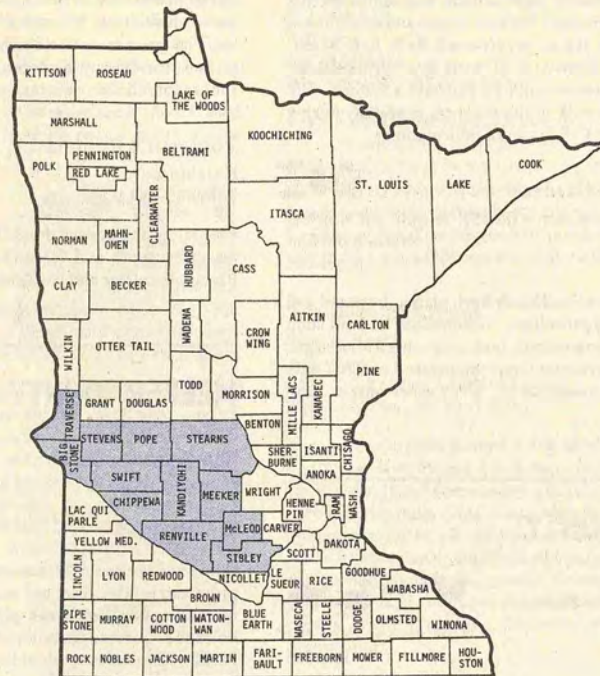 KITTSON
ROSEAU
LAKE OF
THE WOODS
MARSHALL
KOOCHICHING
BELTRAMI
PENNINGTON
RED LAKE
POLK
COOK
ST. LOUIS
LAKE
CLEARWATER
ITASCA
NORMAN
MAHN-
OMEN
HUBBARD
CASS
CLAY
BECKER
WADENA
CROW
WING
AITKIN
CARLTON
WILKIN
OTTER TAIL
PINE
TODD
MORRISON
MILLE LACS
KANABEC
TRAVERSE
GRANT
DOUGLAS
BENTON
BIG
STONE
STEVENS
POPE
STEARNS
SHER-
BURNE
ISANTI
CHISAGO
ANOKA
SWIFT
KANDIYOHI
MEEKER
WRIGHT
HENNE
PIN
RAM
WASH.
CHIPPEWA
LAC QUI
PARLE
McLEOD
CARVER
RENVILLE
YELLOW MED.
SCOTT
DAKOTA
SIBLEY
LINCOLN
LYON
REDWOOD
NICOLLET
LE
SUEUR
RICE
GOODHUE
WABASHA
BROWN
PIPE
STONE
MURRAY
COTTON
WOOD
WATON-
WAN
BLUE
EARTH
WASECA
STEELE
DODGE
OLMSTED
WINONA
ROCK
NOBLES
JACKSON
MARTIN
FARI-
BAULT
FREEBORN
MOWER
FILLMORE
HOU-
STON